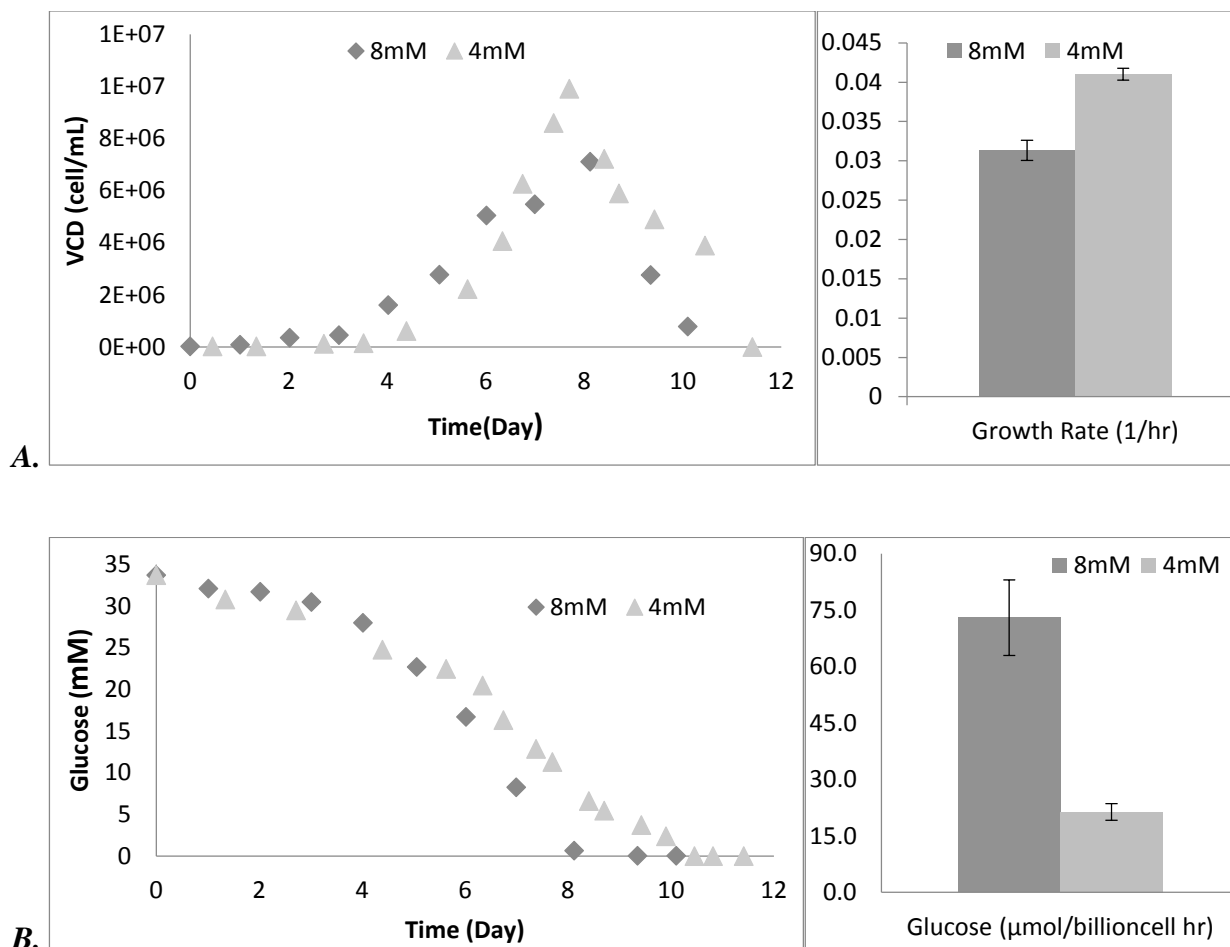 1E+07
1E+07
8E+06
6E+06
4E+06
2E+06
0E+00
VCD (cell/mL)
8mM 4mM
0 2 4 6 8 10 12
Time(Day)
0.045
0.04
0.035
0.03
0.025
0.02
0.015
0.01
0.005
0
8mM 4mM
Growth Rate (1/hr)
A.
35
30
25
20
15
10
5
0
Glucose (mM)
8mM 4mM
0 2 4 6 8 10 12
Time (Day)
90.0
75.0
60.0
45.0
30.0
15.0
0.0
8mM 4mM
Glucose (µmol/billioncell hr)
B.